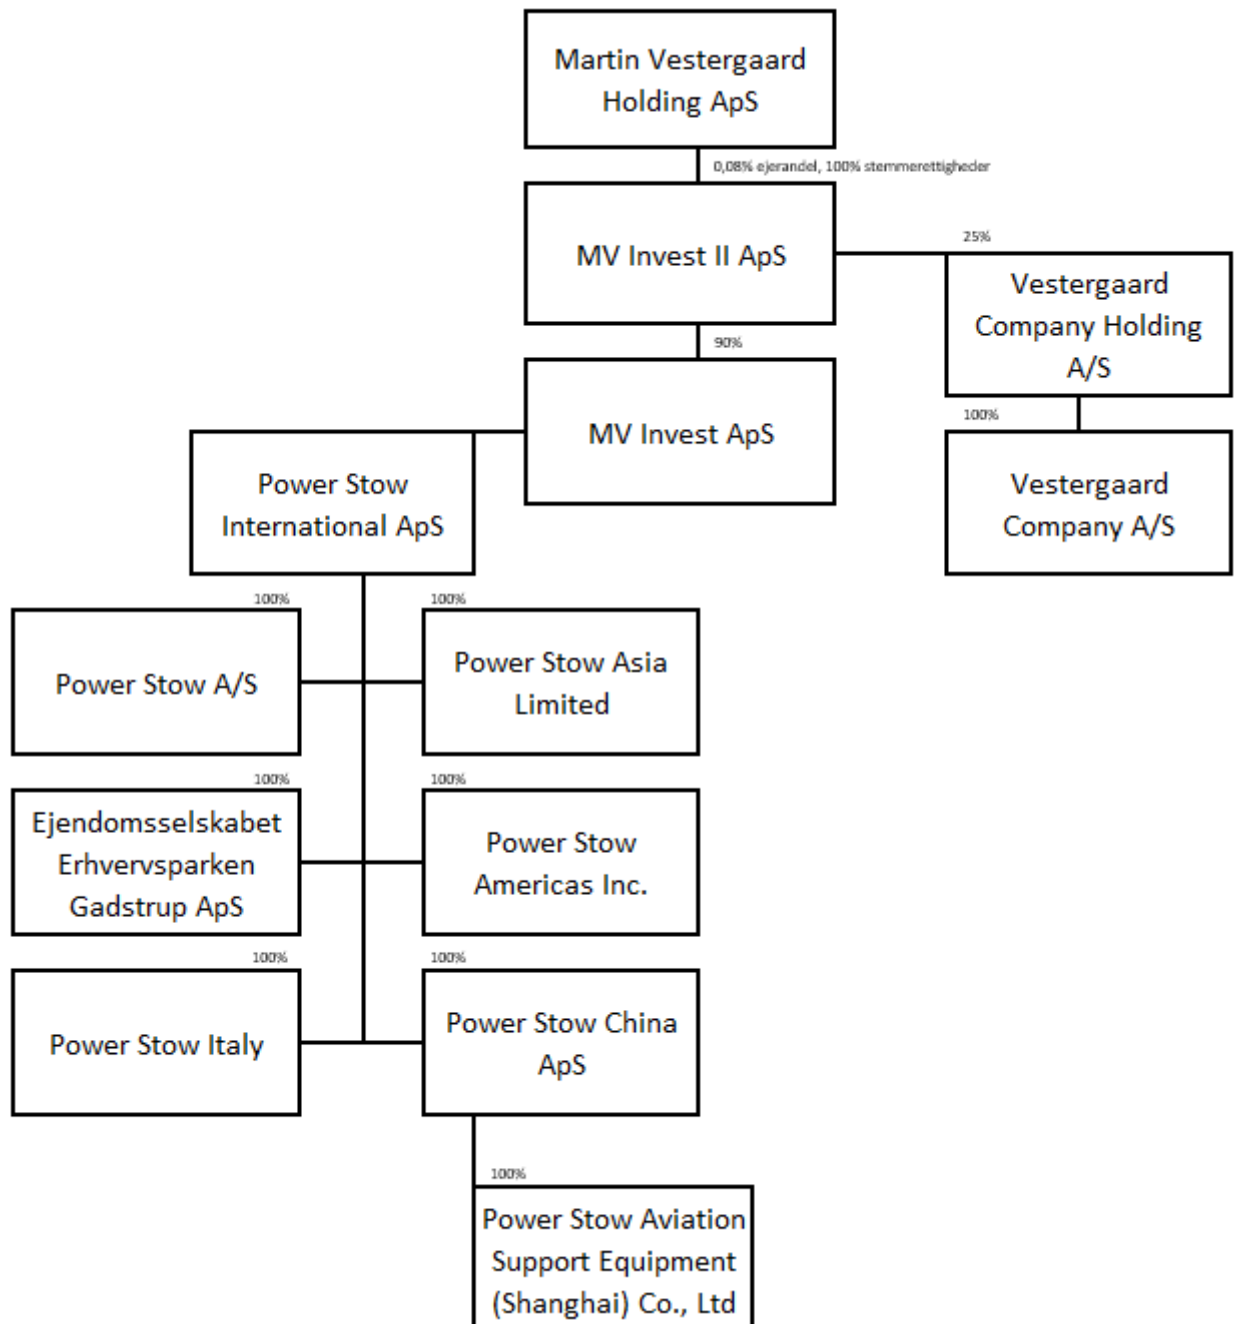 Martin Vestergaard
Holding ApS
0,08% ejerandel, 100% stemmerettigheder
MV Invest II ApS
25%
Vestergaard
Company Holding
A/S
90%
MV Invest ApS
100%
Vestergaard
Company A/S
Power Stow
International ApS
100%
Power Stow A/S
100%
Power Stow Asia
Limited
100%
Ejendomsselskabet
Erhvervsparken
Gadstrup ApS
100%
Power Stow
Americas Inc.
100%
Power Stow Italy
100%
Power Stow China
ApS
100%
Power Stow Aviation
Support Equipment
(Shanghai) Co., Ltd